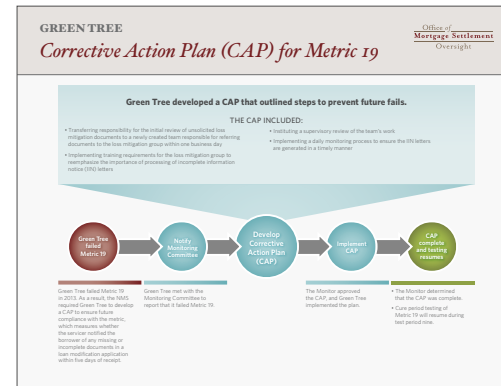 GREEN TREE
Corrective Action Plan (CAP) for Metric 19
Office of
Mortgage Settlement
Oversight
Green Tree developed a CAP that outlined steps to prevent future fails.
THE CAP INCLUDED:
• Transferring responsibility for the initial review of unsolicited loss
mitigation documents to a newly created team responsible for referring
documents to the loss mitigation group within one business day
• Implementing training requirements for the loss mitigation group to
reemphasize the importance of processing of incomplete information
notice (IIN) letters
• Instituting a supervisory review of the team's work
• Implementing a daily monitoring process to ensure the IIN letters
are generated in a timely manner
Green Tree
failed
Metric 19
Notify
Monitoring
Committee
Develop
Corrective
Action Plan
(CAP)
Implement
CAP
CAP
complete
and testing
resumes
Green Tree failed Metric 19
in 2013. As a result, the NMS
required Green Tree to develop
a CAP to ensure future
compliance with the metric,
which measures whether
the servicer notified the
borrower of any missing or
incomplete documents in a
loan modification application
within five days of receipt.
Green Tree met with the
Monitoring Committee to
report that it failed Metric 19.
The Monitor approved
the CAP, and Green Tree
implemented the plan.
• The Monitor determined
that the CAP was complete.
• Cure period testing of
Metric 19 will resume during
test period nine.